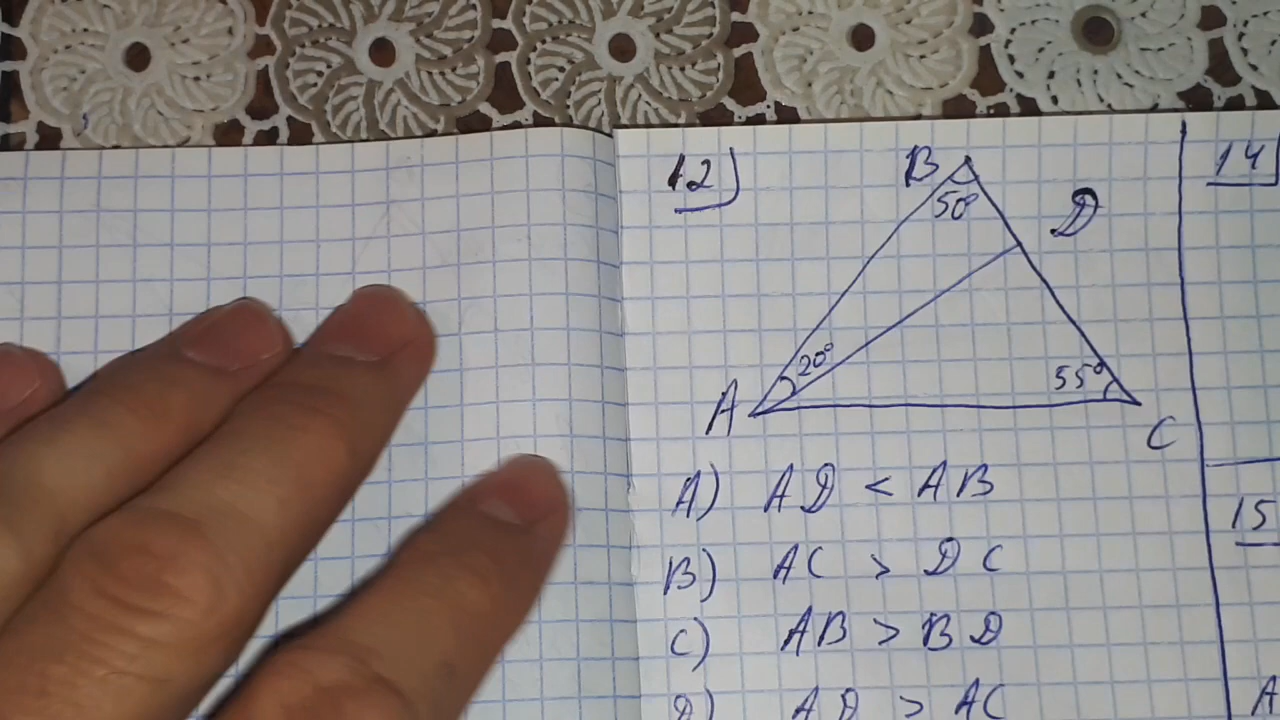 12)
B
50°
D
20°
55°
A
C
A) AD < AB
B) AC > DC
C) AB > BD
D) AD > AC
14
15
A